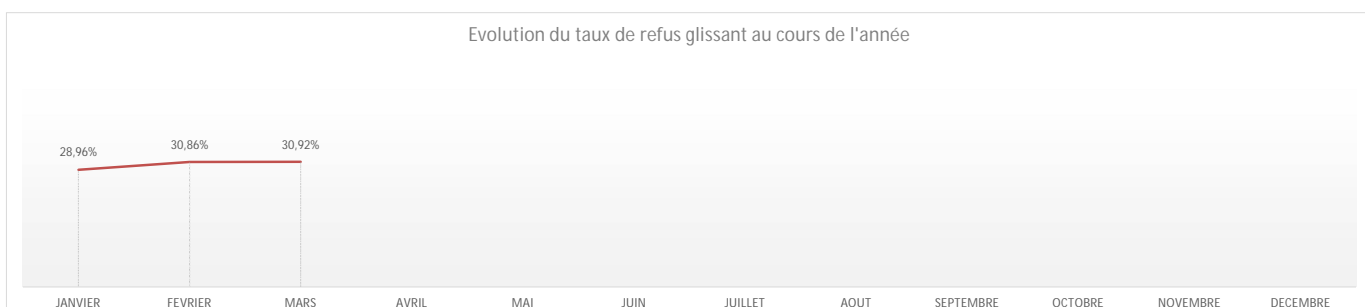 Evolution du taux de refus glissant au cours de l'année
28,96% 30,86% 30,92%
JANVIER FEVRIER MARS AVRIL MAI JUIN JUILLET AOUT SEPTEMBRE OCTOBRE NOVEMBRE DECEMBRE